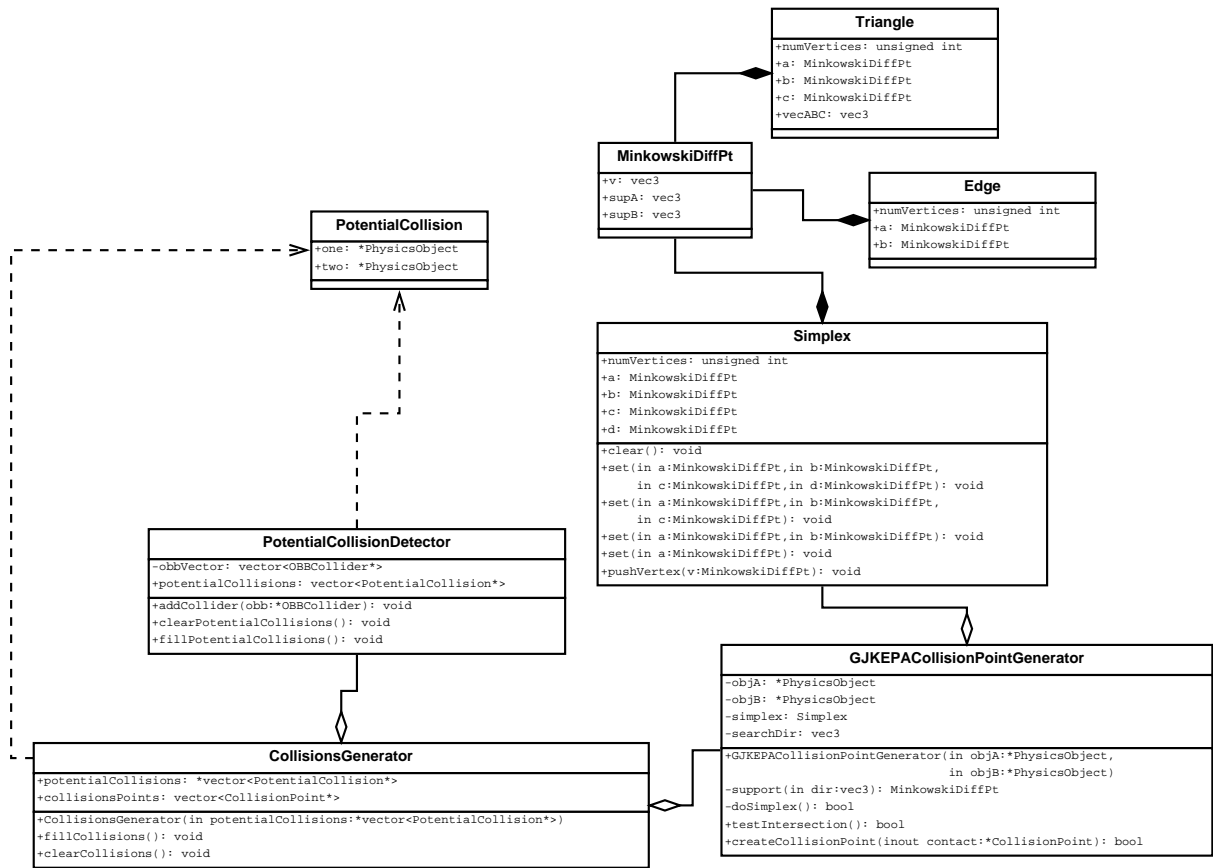 Triangle
+numVertices: unsigned int
+a: MinkowskiDiffPt
+b: MinkowskiDiffPt
+c: MinkowskiDiffPt
+vecABC: vec3
MinkowskiDiffPt
+v: vec3
+supA: vec3
+supB: vec3
Edge
+numVertices: unsigned int
+a: MinkowskiDiffPt
+b: MinkowskiDiffPt
PotentialCollision
+one: *PhysicsObject
+two: *PhysicsObject
Simplex
+numVertices: unsigned int
+a: MinkowskiDiffPt
+b: MinkowskiDiffPt
+c: MinkowskiDiffPt
+d: MinkowskiDiffPt
+clear(): void
+set(in a:MinkowskiDiffPt,in b:MinkowskiDiffPt,
in c:MinkowskiDiffPt,in d:MinkowskiDiffPt): void
+set(in a:MinkowskiDiffPt,in b:MinkowskiDiffPt,
in c:MinkowskiDiffPt): void
+set(in a:MinkowskiDiffPt,in b:MinkowskiDiffPt): void
+set(in a:MinkowskiDiffPt): void
+pushVertex(v:MinkowskiDiffPt): void
PotentialCollisionDetector
-obbVector: vector<OBBCollider*>
+potentialCollisions: vector<PotentialCollision*>
+addCollider(obb:*OBBCollider): void
+clearPotentialCollisions(): void
+fillPotentialCollisions(): void
GJKEPACollisionPointGenerator
-objA: *PhysicsObject
-objB: *PhysicsObject
-simplex: Simplex
-searchDir: vec3
+GJKEPACollisionPointGenerator(in objA:*PhysicsObject,
in objB:*PhysicsObject)
-support(in dir:vec3): MinkowskiDiffPt
-doSimplex(): bool
+testIntersection(): bool
+createCollisionPoint(inout contact:*CollisionPoint): bool
CollisionsGenerator
+potentialCollisions: *vector<PotentialCollision*>
+collisionsPoints: vector<CollisionPoint*>
+CollisionsGenerator(in potentialCollisions:*vector<PotentialCollision*>)
+fillCollisions(): void
+clearCollisions(): void